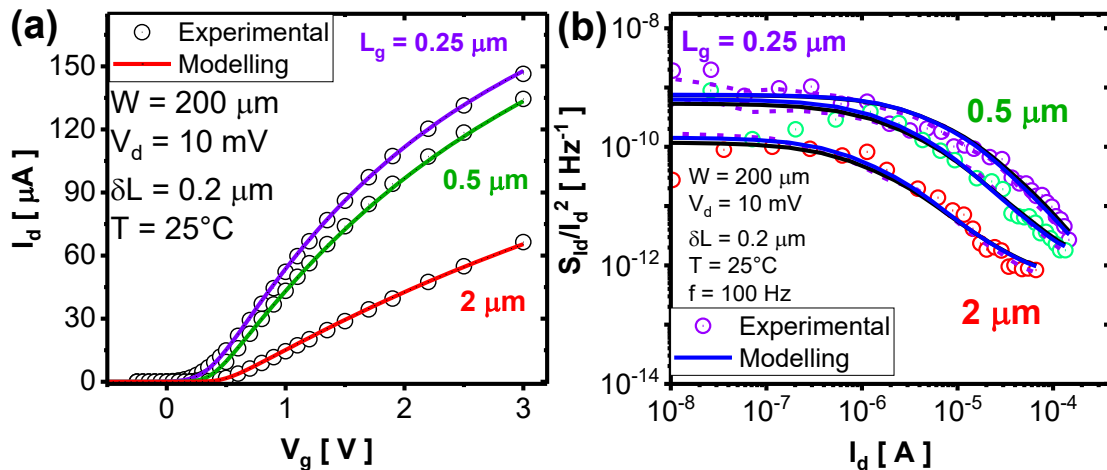 (a)
Experimental
Modelling
L_g = 0.25 μm
W = 200 μm
V_d = 10 mV
δL = 0.2 μm
T = 25°C
0.5 μm
2 μm
150
120
90
60
30
0
0 1 2 3
I_d [ μA ]
V_g [ V ]
(b)
L_g = 0.25 μm
0.5 μm
W = 200 μm
V_d = 10 mV
δL = 0.2 μm
T = 25°C
f = 100 Hz
2 μm
Experimental
Modelling
10^-8
10^-10
10^-12
10^-14
10^-8 10^-7 10^-6 10^-5 10^-4
S_Id/I_d^2 [ Hz^-1 ]
I_d [ A ]